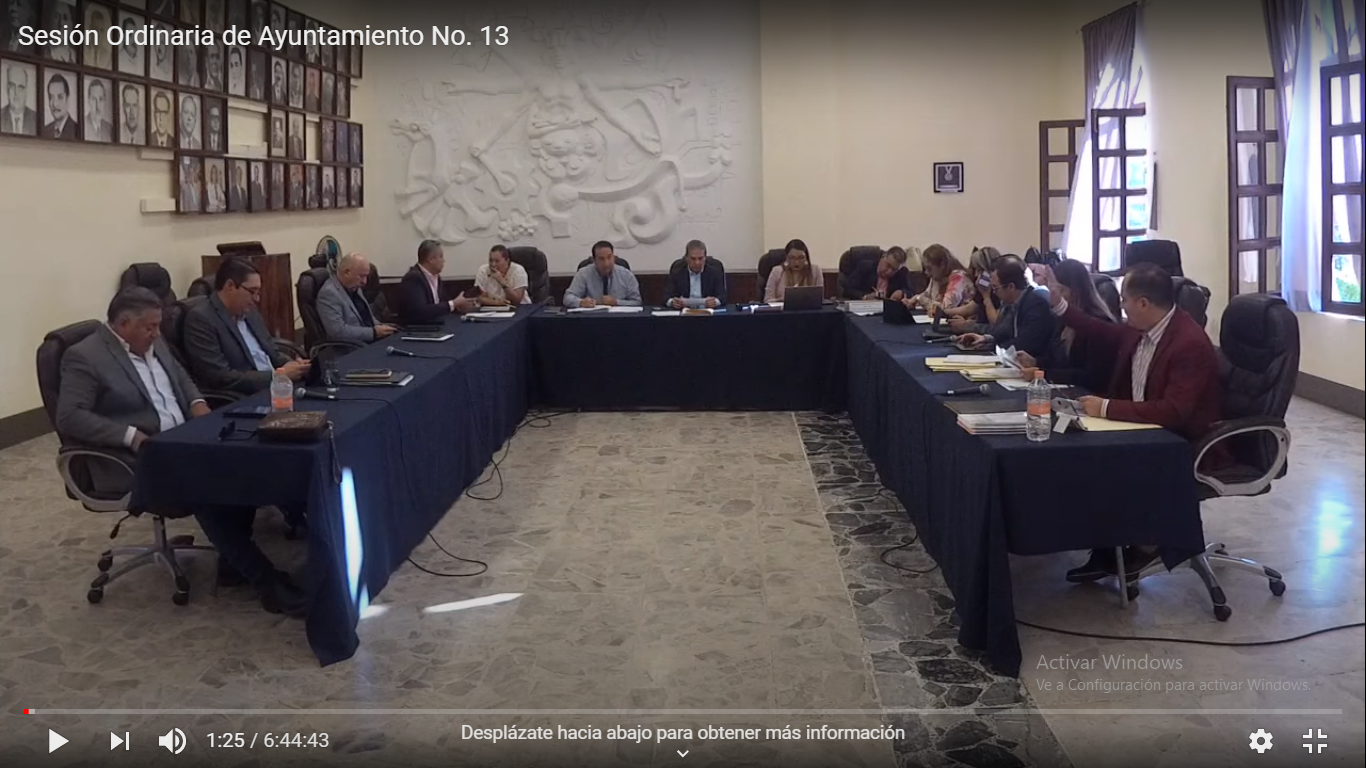 Sesión Ordinaria de Ayuntamiento No. 13
Activar Windows
Ve a Configuración para activar Windows.
1:25 / 6:44:43
Desplázate hacia abajo para obtener más información